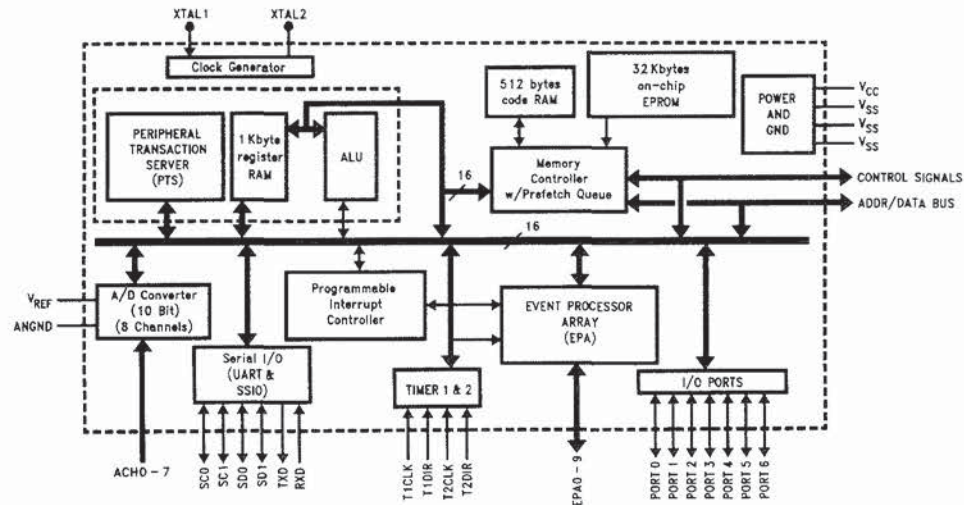 XTAL1
XTAL2
Clock Generator
PERIPHERAL
TRANSACTION
SERVER
(PTS)
1 Kbyte
register
RAM
ALU
512 bytes
code RAM
32 Kbytes
on-chip
EPROM
POWER
AND
GND
VCC
VSS
VSS
VSS
16
Memory
Controller
w/Prefetch Queue
CONTROL SIGNALS
ADDR/DATA BUS
16
VREF
ANGND
A/D Converter
(10 Bit)
(8 Channels)
Programmable
Interrupt
Controller
EVENT PROCESSOR
ARRAY
(EPA)
Serial I/O
(UART &
SSIO)
TIMER 1 & 2
I/O PORTS
ACH0 - 7
SC0
SC1
SD0
SD1
TXD
RXD
T1CLK
T1DIR
T2CLK
T2DIR
EPA0 - 9
PORT 0
PORT 1
PORT 2
PORT 3
PORT 4
PORT 5
PORT 6